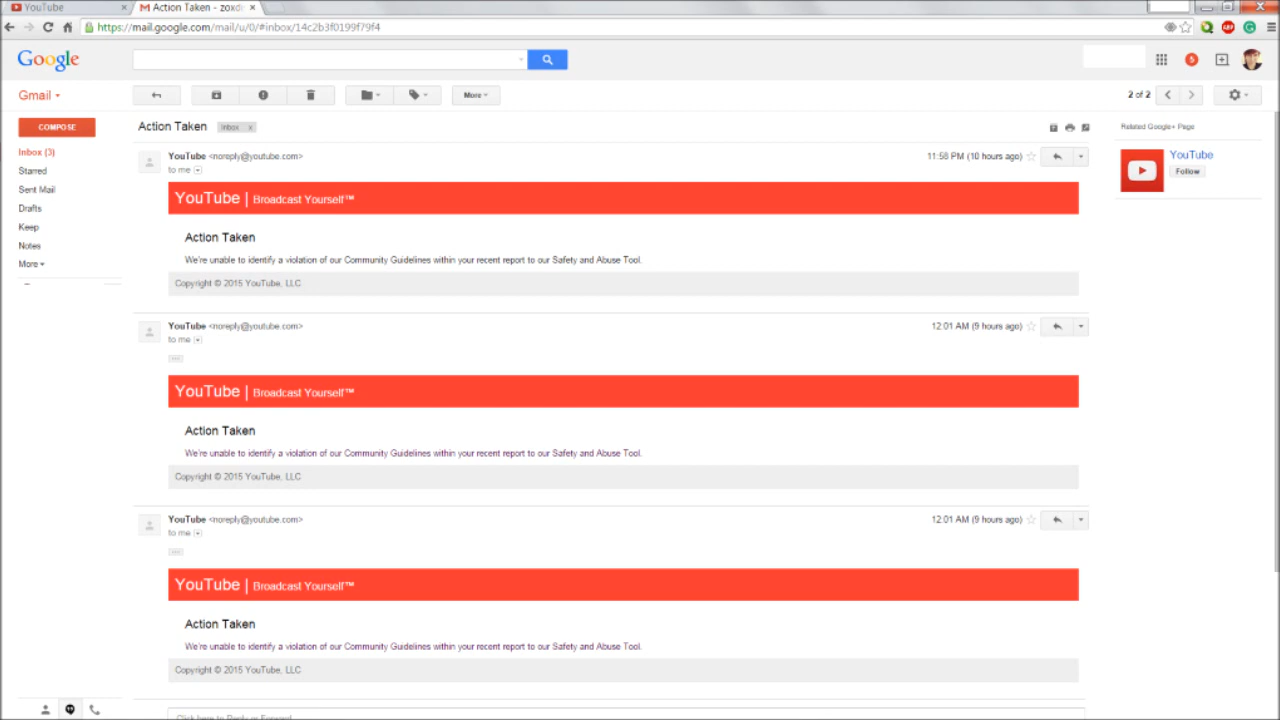 YouTube
Action Taken - zoxdi
https://mail.google.com/mail/u/0/#inbox/14c2b3f0199f79f4
Google
5
Gmail
More
2 of 2
COMPOSE
Action Taken Inbox x
Related Google+ Page
Inbox (3)
Starred
Sent Mail
Drafts
Keep
Notes
More
YouTube
Follow
YouTube <noreply@youtube.com>
11:58 PM (10 hours ago)
to me
YouTube | Broadcast Yourself™
Action Taken
We're unable to identify a violation of our Community Guidelines within your recent report to our Safety and Abuse Tool.
Copyright © 2015 YouTube, LLC
YouTube <noreply@youtube.com>
12:01 AM (9 hours ago)
to me
YouTube | Broadcast Yourself™
Action Taken
We're unable to identify a violation of our Community Guidelines within your recent report to our Safety and Abuse Tool.
Copyright © 2015 YouTube, LLC
YouTube <noreply@youtube.com>
12:01 AM (9 hours ago)
to me
YouTube | Broadcast Yourself™
Action Taken
We're unable to identify a violation of our Community Guidelines within your recent report to our Safety and Abuse Tool.
Copyright © 2015 YouTube, LLC
Click here to Reply or Forward